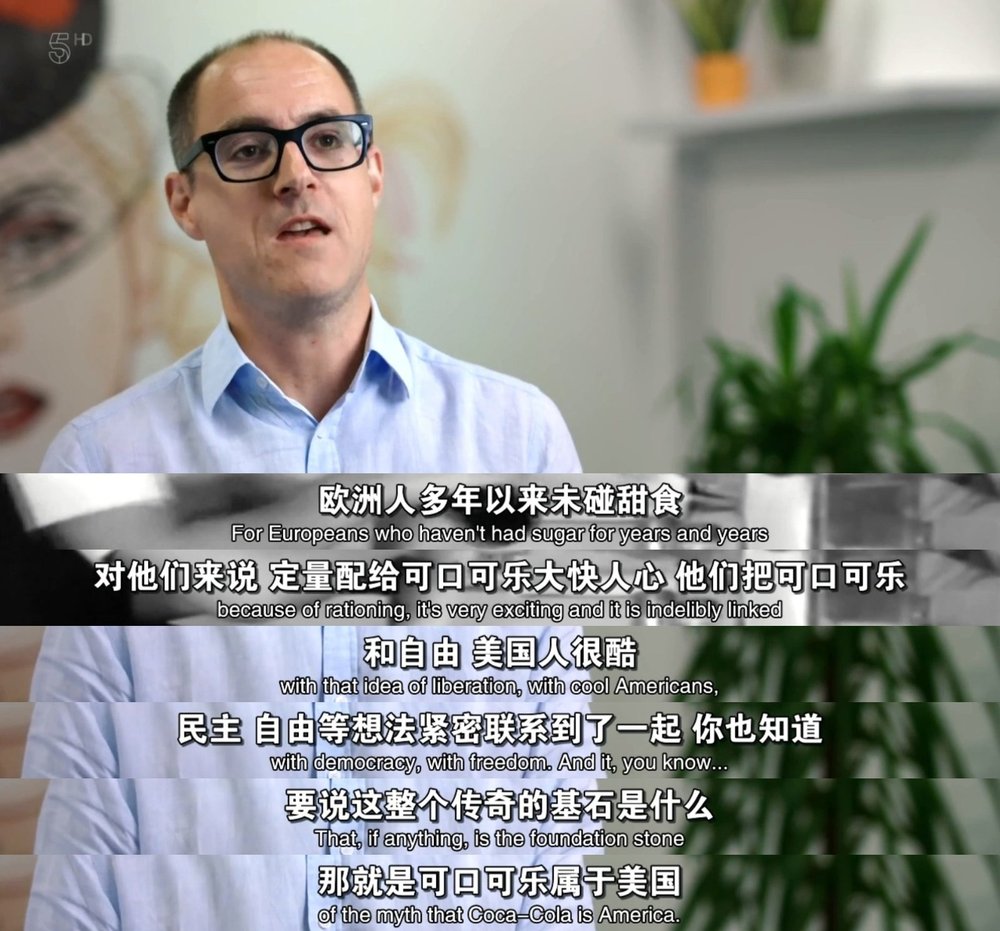 5 HD
欧洲人多年以来未碰甜食
For Europeans who haven't had sugar for years and years
对他们来说 定量配给可口可乐大快人心 他们把可口可乐
because of rationing, it's very exciting and it is indelibly linked
和自由 美国人很酷
with that idea of liberation, with cool Americans,
民主 自由等想法紧密联系到了一起 你也知道
with democracy, with freedom. And it, you know...
要说这整个传奇的基石是什么
That, if anything, is the foundation stone
那就是可口可乐属于美国
of the myth that Coca–Cola is America.